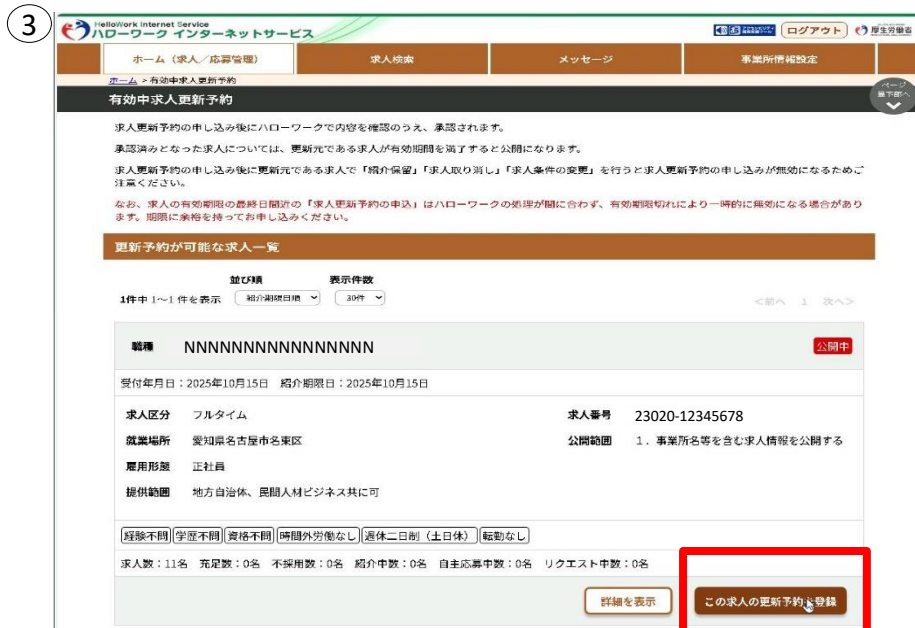 ③
HelloWork Internet Service
ハローワーク インターネットサービス
ログアウト
厚生労働省
ホーム（求人／応募管理）
求人検索
メッセージ
事業所情報設定
ホーム > 有効中求人更新予約
有効中求人更新予約
ページ
最下部へ
求人更新予約の申し込み後にハローワークで内容を確認のうえ、承認されます。
承認済みとなった求人については、更新元である求人が有効期間を満了すると公開になります。
求人更新予約の申し込み後に更新元である求人で「紹介保留」「求人取り消し」「求人条件の変更」を行うと求人更新予約の申し込みが無効になるためご
注意ください。
なお、求人の有効期限の最終日間近の「求人更新予約の申込」はハローワークの処理が間に合わず、有効期限切れにより一時的に無効になる場合があり
ます。期限に余裕を持ってお申し込みください。
更新予約が可能な求人一覧
並び順
表示件数
1件中 1～1 件を表示
紹介期限日順
30件
<前へ 1 次へ>
職種 NNNNNNNNNNNNNNNN
公開中
受付年月日：2025年10月15日 紹介期限日：2025年10月15日
求人区分 フルタイム
求人番号 23020-12345678
就業場所 愛知県名古屋市名東区
公開範囲 1．事業所名等を含む求人情報を公開する
雇用形態 正社員
提供範囲 地方自治体、民間人材ビジネス共に可
経験不問 学歴不問 資格不問 時間外労働なし 週休二日制（土日休） 転勤なし
求人数：11名 充足数：0名 不採用数：0名 紹介中数：0名 自主応募中数：0名 リクエスト中数：0名
詳細を表示
この求人の更新予約を登録